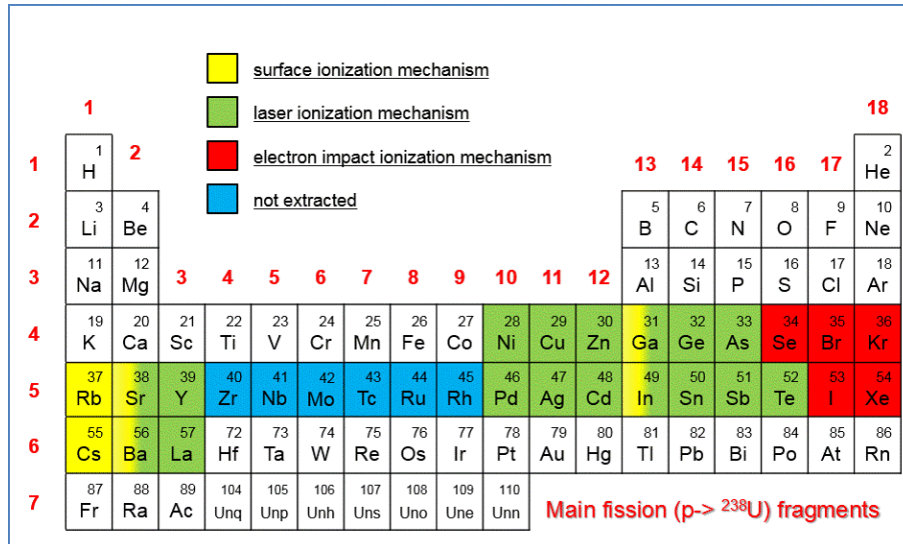 surface ionization mechanism
laser ionization mechanism
1 18
electron impact ionization mechanism
1 1 H 2 13 14 15 16 17 2 He
not extracted
2 3 Li 4 Be 5 B 6 C 7 N 8 O 9 F 10 Ne
3 11 Na 12 Mg 3 4 5 6 7 8 9 10 11 12 13 Al 14 Si 15 P 16 S 17 Cl 18 Ar
4 19 K 20 Ca 21 Sc 22 Ti 23 V 24 Cr 25 Mn 26 Fe 27 Co 28 Ni 29 Cu 30 Zn 31 Ga 32 Ge 33 As 34 Se 35 Br 36 Kr
5 37 Rb 38 Sr 39 Y 40 Zr 41 Nb 42 Mo 43 Tc 44 Ru 45 Rh 46 Pd 47 Ag 48 Cd 49 In 50 Sn 51 Sb 52 Te 53 I 54 Xe
6 55 Cs 56 Ba 57 La 72 Hf 73 Ta 74 W 75 Re 76 Os 77 Ir 78 Pt 79 Au 80 Hg 81 Tl 82 Pb 83 Bi 84 Po 85 At 86 Rn
7 87 Fr 88 Ra 89 Ac 104 Unq 105 Unp 106 Unh 107 Uns 108 Uno 109 Une 110 Unn Main fission (p-> ²³⁸U) fragments